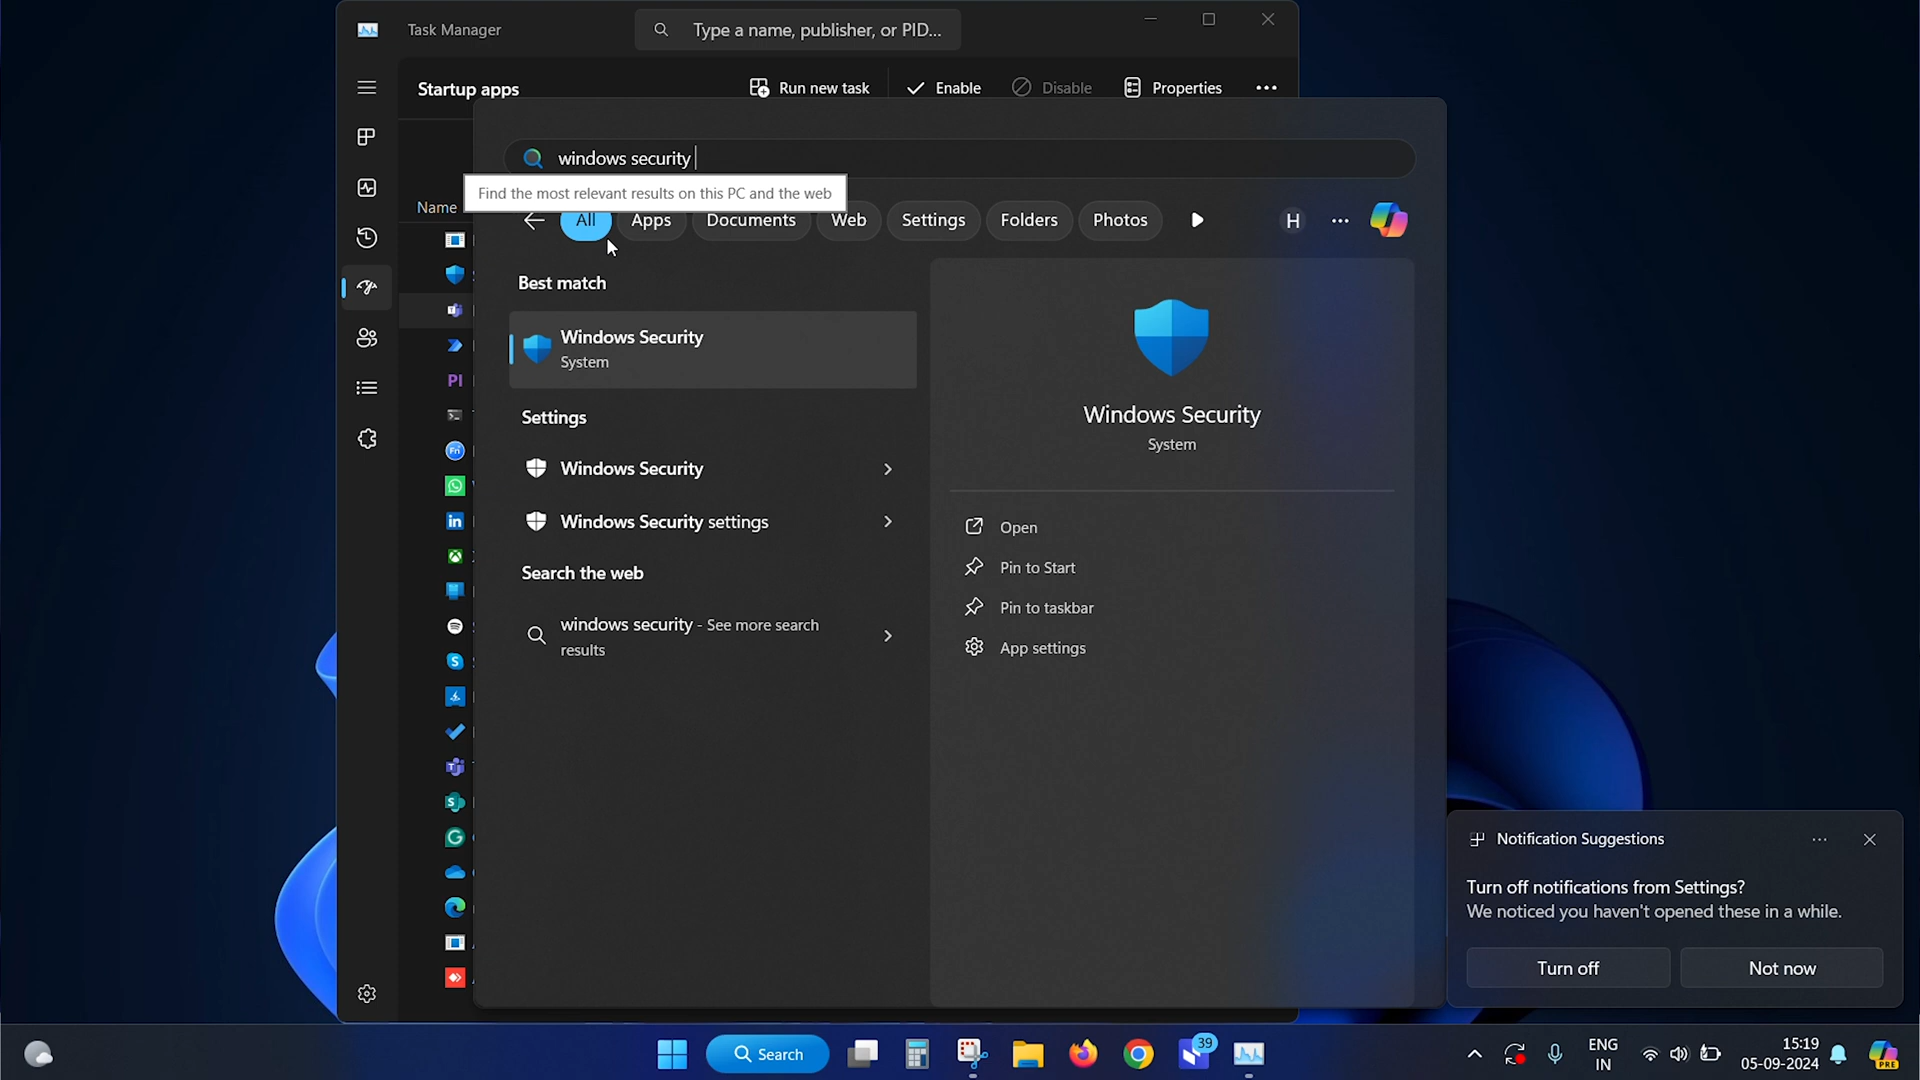 Task Manager
Type a name, publisher, or PID...
Startup apps
Run new task
Enable
Disable
Properties
windows security
Find the most relevant results on this PC and the web
Name
All
Apps
Documents
Web
Settings
Folders
Photos
H
Best match
Windows Security
System
Settings
Windows Security
Windows Security settings
Search the web
windows security - See more search
results
Windows Security
System
Open
Pin to Start
Pin to taskbar
App settings
Notification Suggestions
Turn off notifications from Settings?
We noticed you haven't opened these in a while.
Turn off
Not now
Search
39
ENG
IN
15:19
05-09-2024
PRE